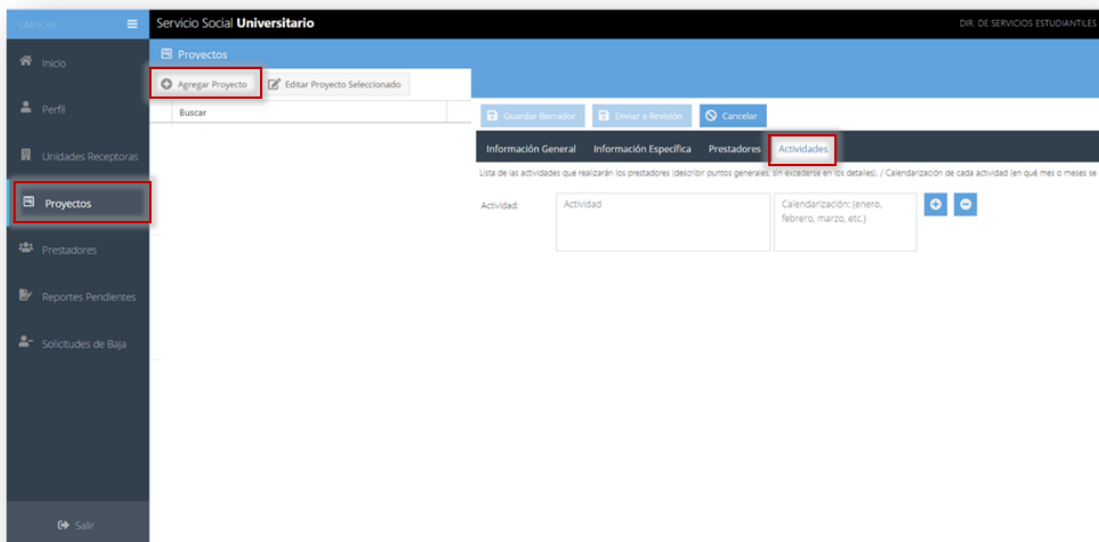 UNISON
Servicio Social Universitario
DIR. DE SERVICIOS ESTUDIANTILES
Inicio
Perfil
Unidades Receptoras
Proyectos
Prestadores
Reportes Pendientes
Solicitudes de Baja
Salir
Proyectos
Agregar Proyecto
Editar Proyecto Seleccionado
Buscar
Guardar Borrador
Enviar a Revisión
Cancelar
Información General
Información Específica
Prestadores
Actividades
Lista de las actividades que realizarán los prestadores (describir puntos generales, sin excederse en los detalles). / Calendarización de cada actividad (en qué mes o meses se
Actividad:
Actividad
Calendarización: (enero,
febrero, marzo, etc.)